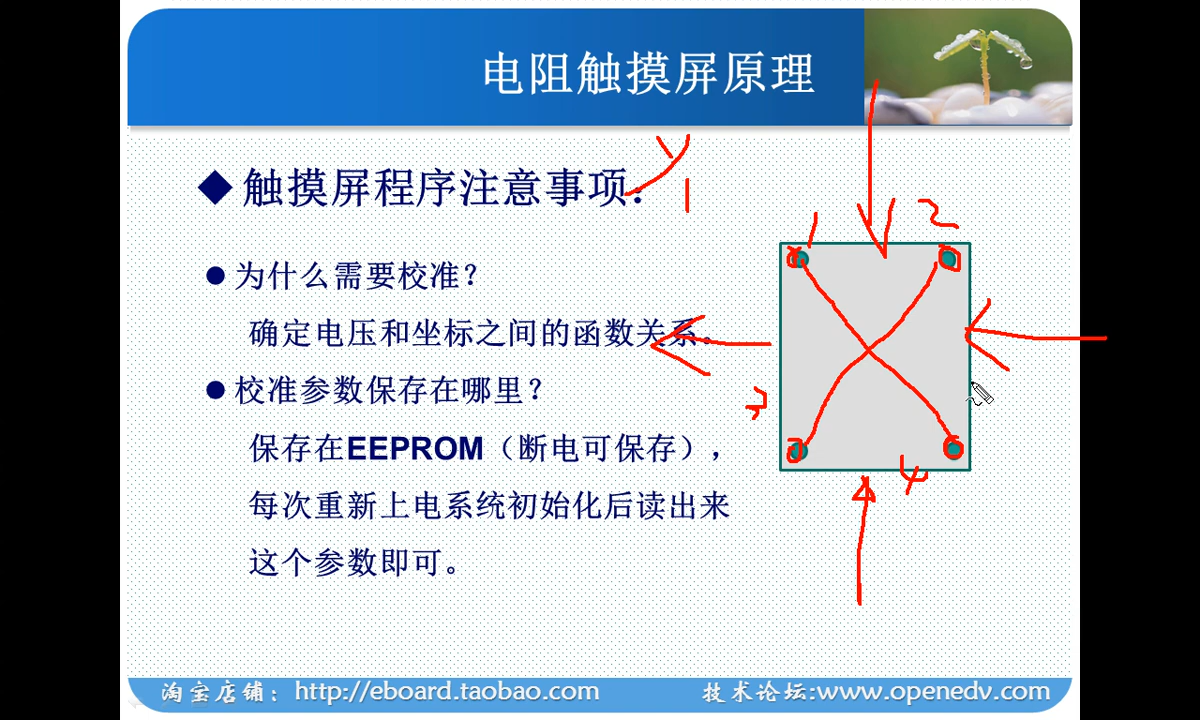 电阻触摸屏原理
◆ 触摸屏程序注意事项：
y1
1 2
● 为什么需要校准？
确定电压和坐标之间的函数关系。
● 校准参数保存在哪里？
3
保存在EEPROM（断电可保存），
4
每次重新上电系统初始化后读出来
这个参数即可。
淘宝店铺：http://eboard.taobao.com 技术论坛:www.openedv.com